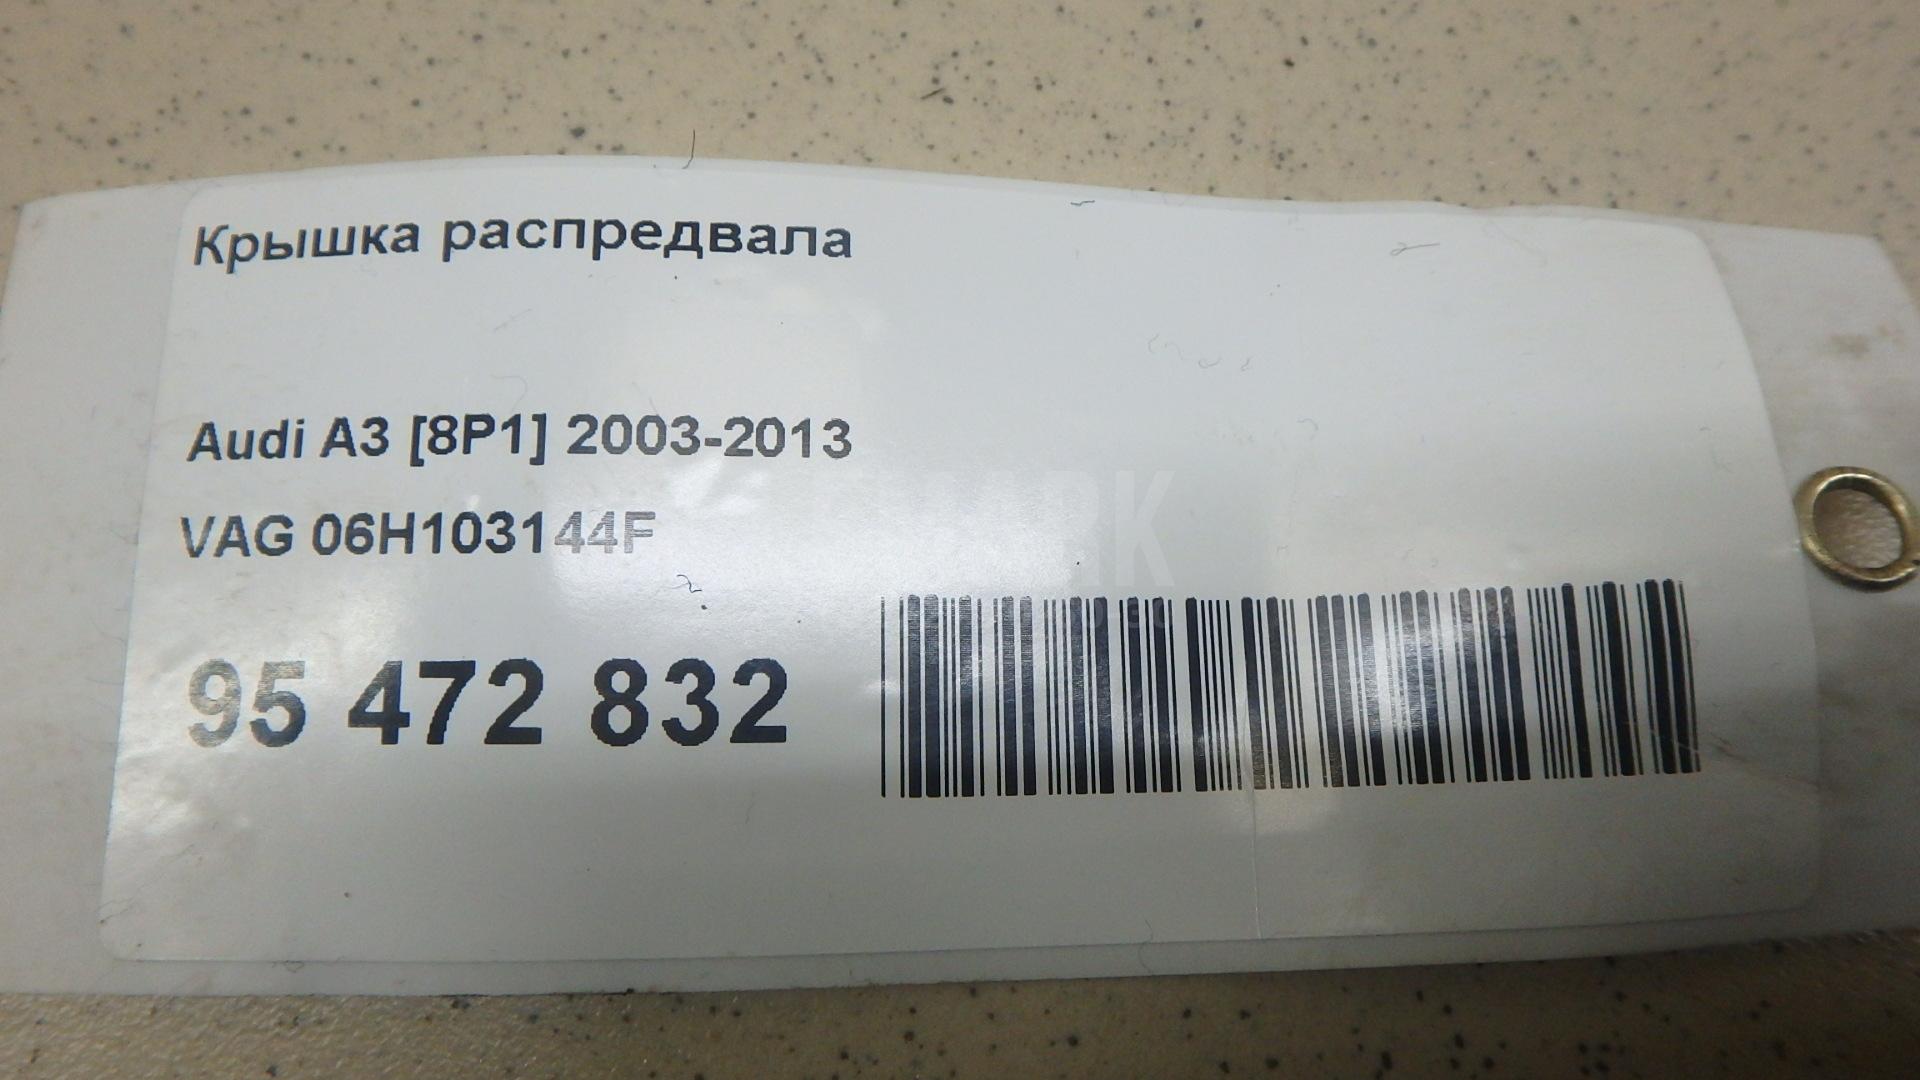 Крышка распредвала
Audi A3 [8P1] 2003-2013
VAG 06H103144F
95 472 832